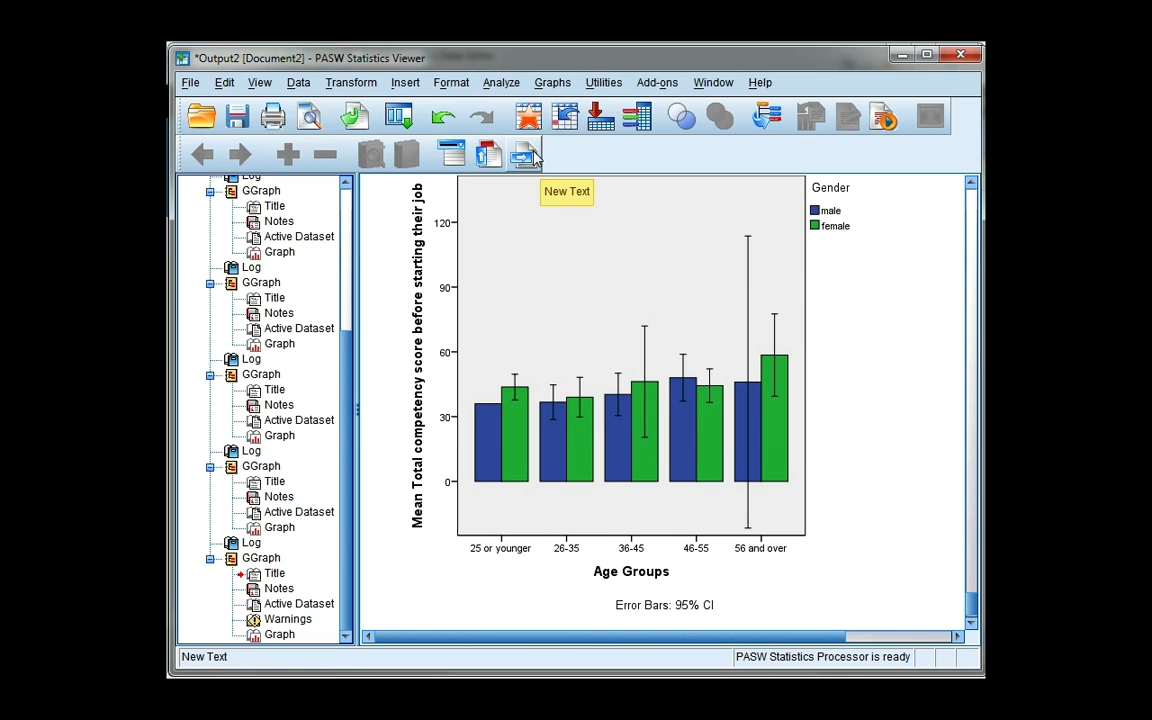 *Output2 [Document2] - PASW Statistics Viewer
File Edit View Data Transform Insert Format Analyze Graphs Utilities Add-ons Window Help
New Text
Log
GGraph
Title
Notes
Active Dataset
Graph
Log
GGraph
Title
Notes
Active Dataset
Graph
Log
GGraph
Title
Notes
Active Dataset
Graph
Log
GGraph
Title
Notes
Active Dataset
Graph
Log
GGraph
Title
Notes
Active Dataset
Warnings
Graph
Mean Total competency score before starting their job
120
90
60
30
0
25 or younger 26-35 36-45 46-55 56 and over
Age Groups
Error Bars: 95% CI
Gender
male
female
New Text
PASW Statistics Processor is ready